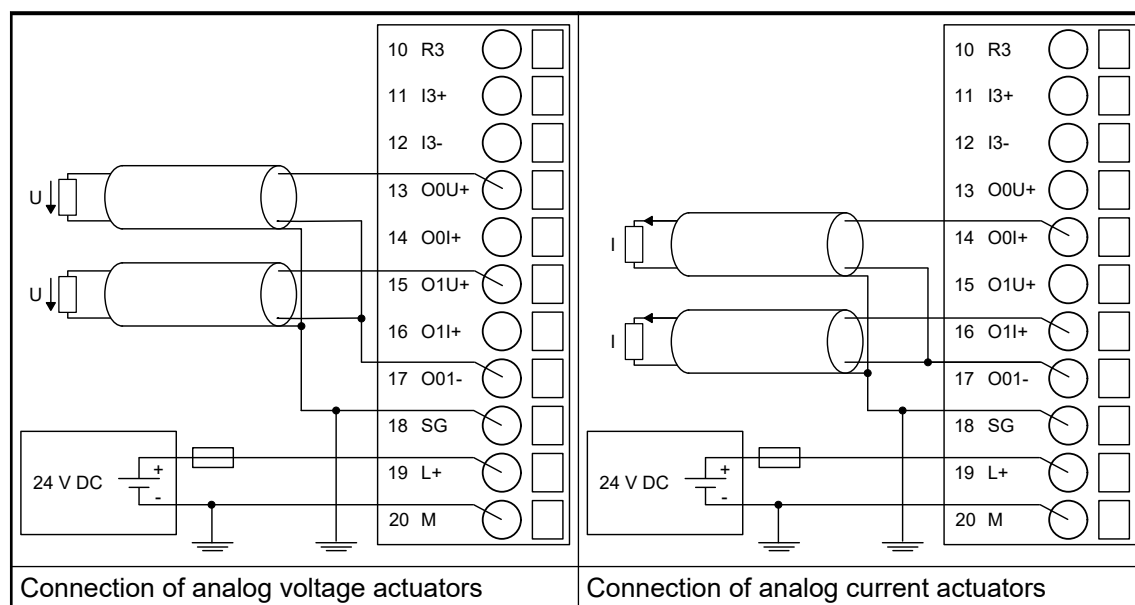 10 R3
11 I3+
12 I3-
13 O0U+
14 O0I+
15 O1U+
16 O1I+
17 O01-
18 SG
19 L+
20 M
U
U
24 V DC
+
-
Connection of analog voltage actuators
10 R3
11 I3+
12 I3-
13 O0U+
14 O0I+
15 O1U+
16 O1I+
17 O01-
18 SG
19 L+
20 M
I
I
24 V DC
+
-
Connection of analog current actuators